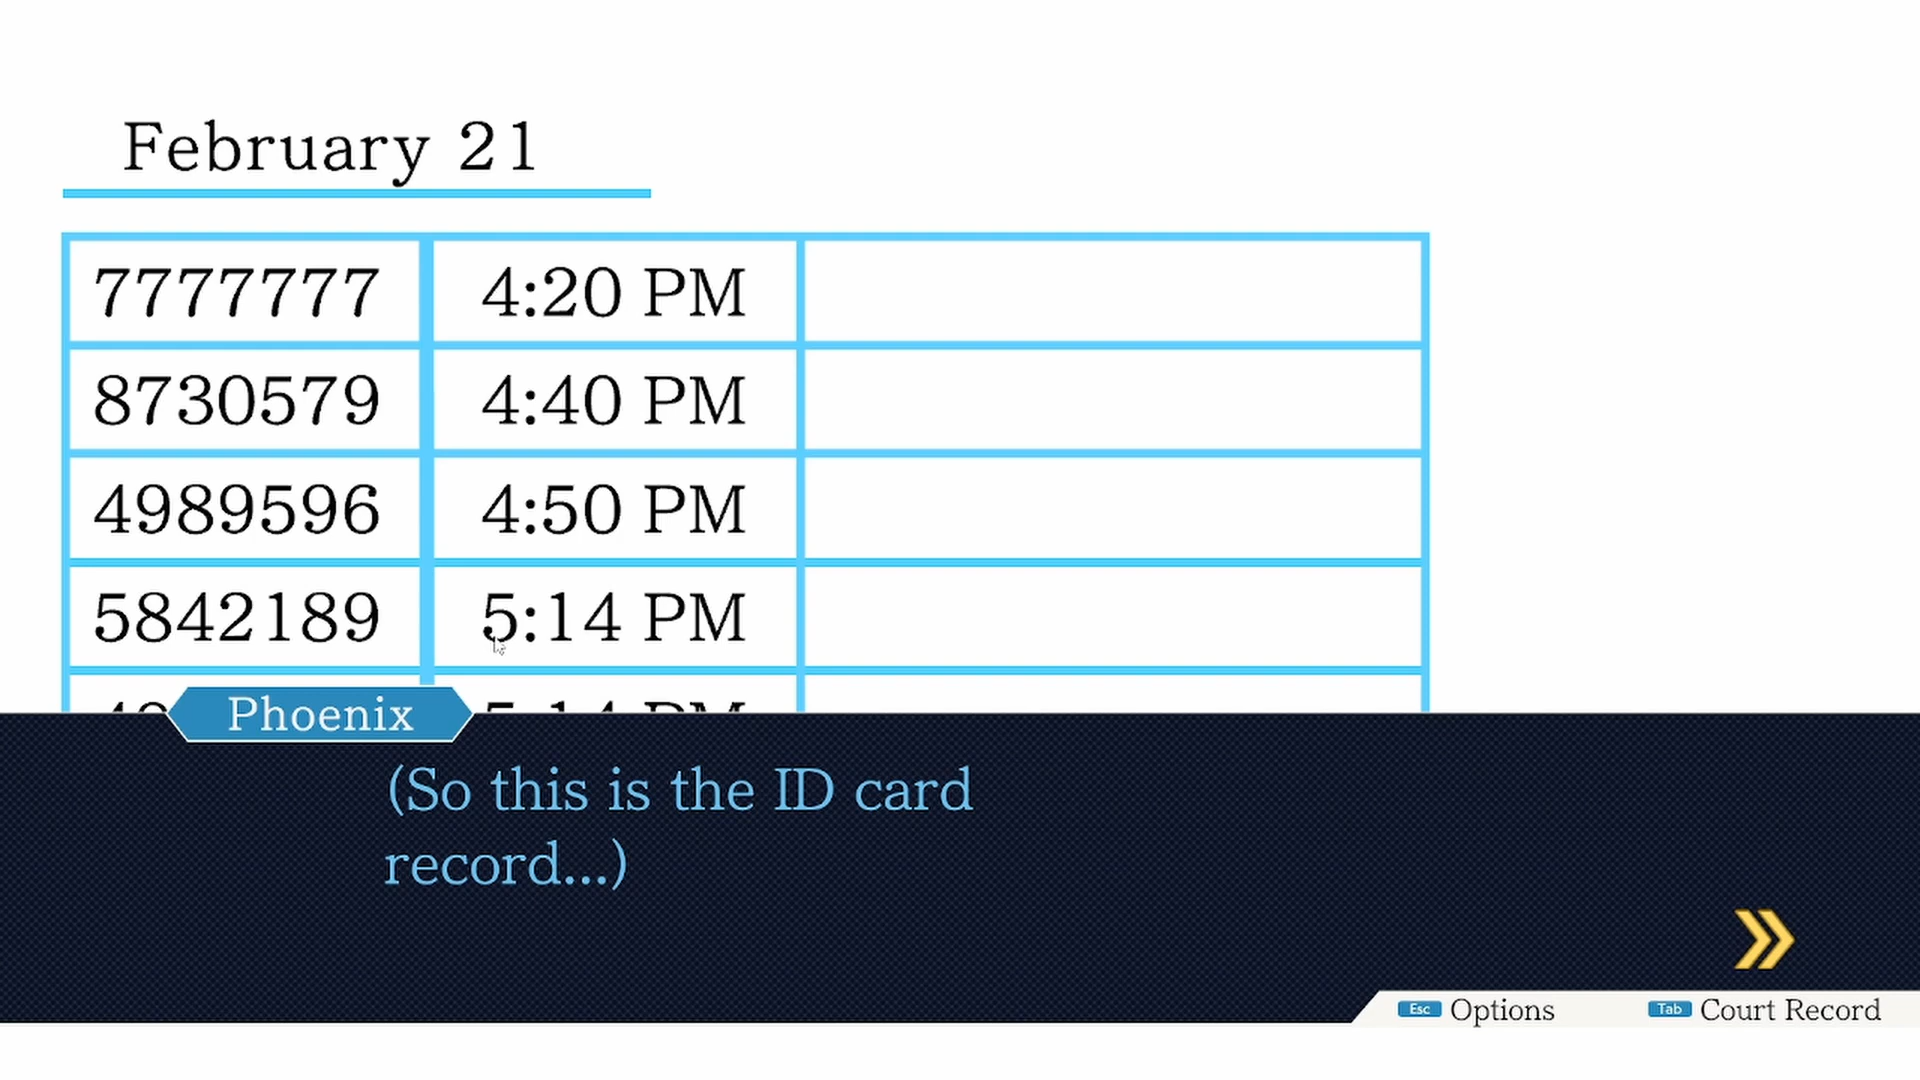 February 21
7777777 4:20 PM
8730579 4:40 PM
4989596 4:50 PM
5842189 5:14 PM
Phoenix
(So this is the ID card
record...)
Esc Options Tab Court Record